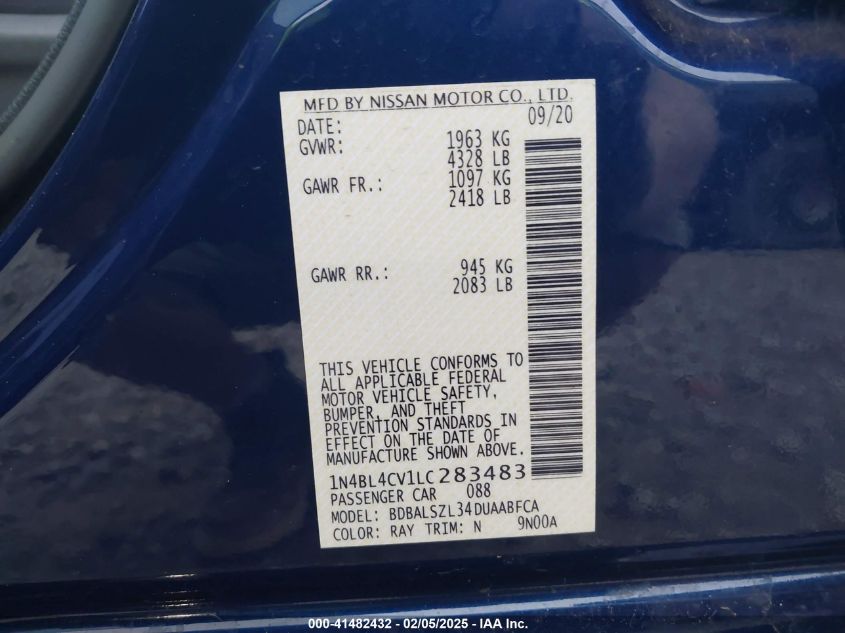 MFD BY NISSAN MOTOR CO., LTD.
DATE: 09/20
GVWR: 1963 KG
4328 LB
GAWR FR.: 1097 KG
2418 LB
GAWR RR.: 945 KG
2083 LB
THIS VEHICLE CONFORMS TO
ALL APPLICABLE FEDERAL
MOTOR VEHICLE SAFETY,
BUMPER, AND THEFT
PREVENTION STANDARDS IN
EFFECT ON THE DATE OF
MANUFACTURE SHOWN ABOVE.
1N4BL4CV1LC283483
PASSENGER CAR 088
MODEL: BDBALSZL34DUAABFCA
COLOR: RAY TRIM: N 9N00A
000-41482432 - 02/05/2025 - © IAA Holdings, LLC.